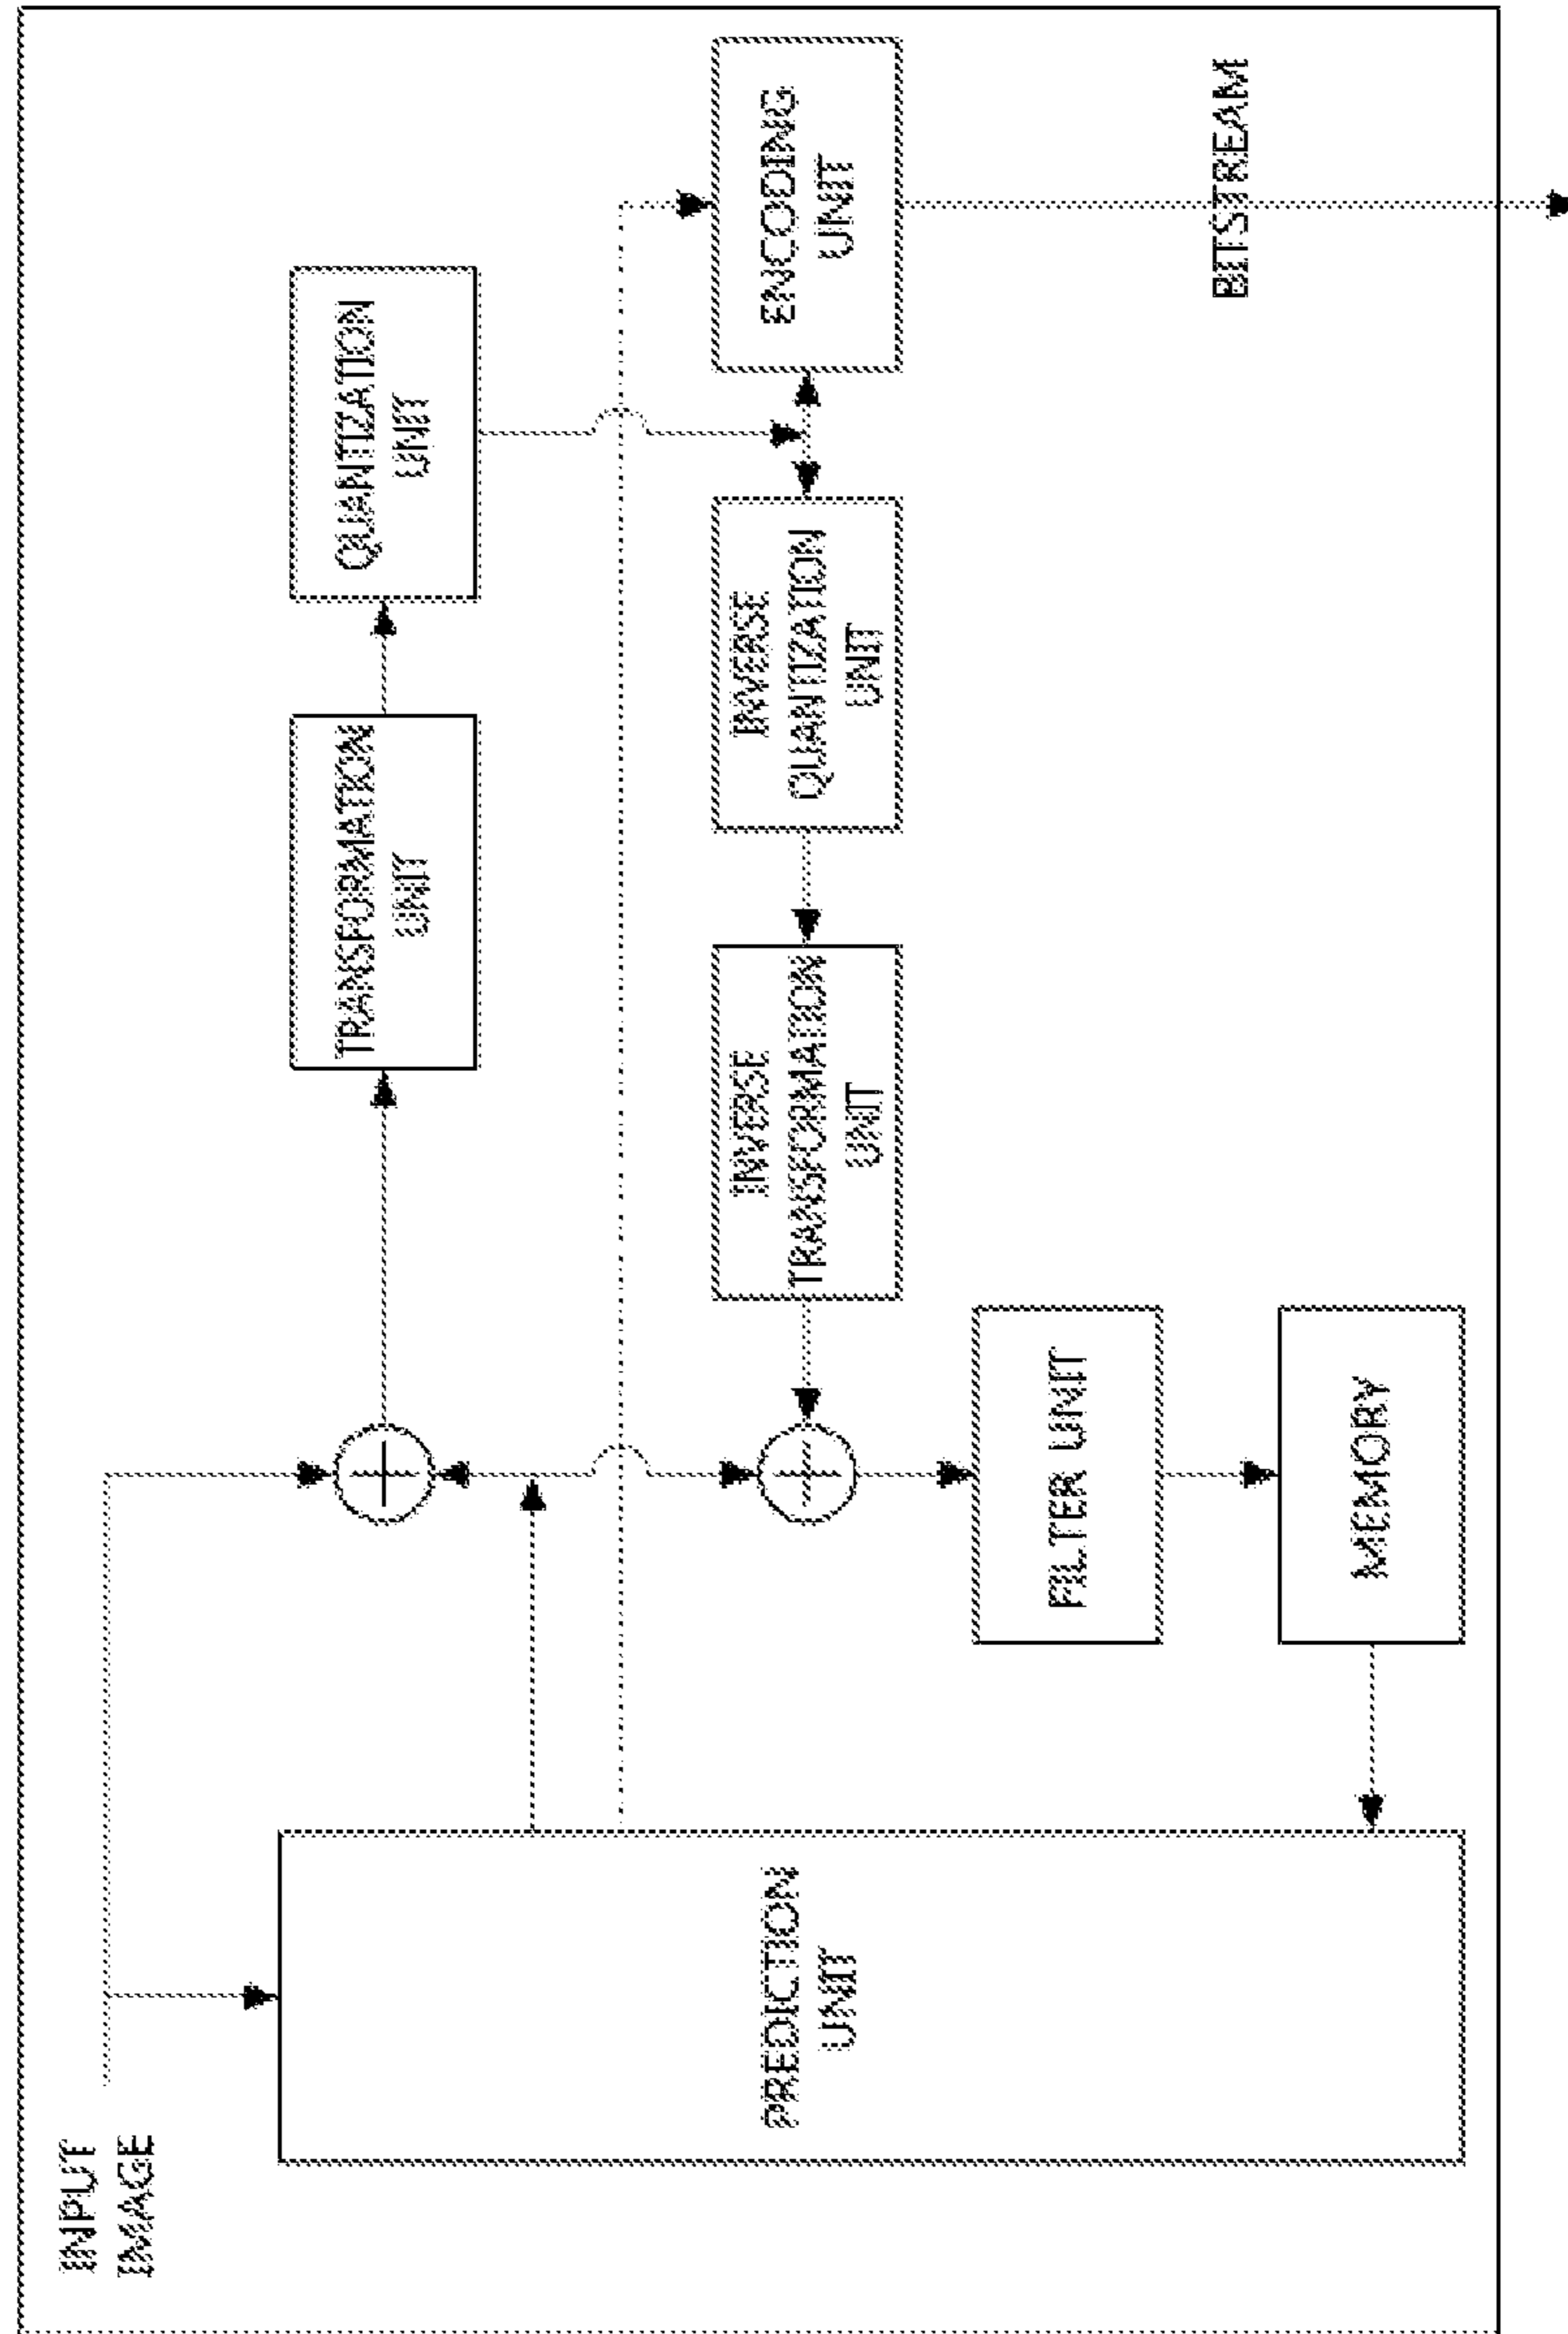 INPUT
IMAGE
TRANSFORMATION
UNIT
QUANTIZATION
UNIT
PREDICTION
UNIT
INVERSE
TRANSFORMATION
UNIT
INVERSE
QUANTIZATION
UNIT
ENCODING
UNIT
FILTER UNIT
MEMORY
BITSTREAM